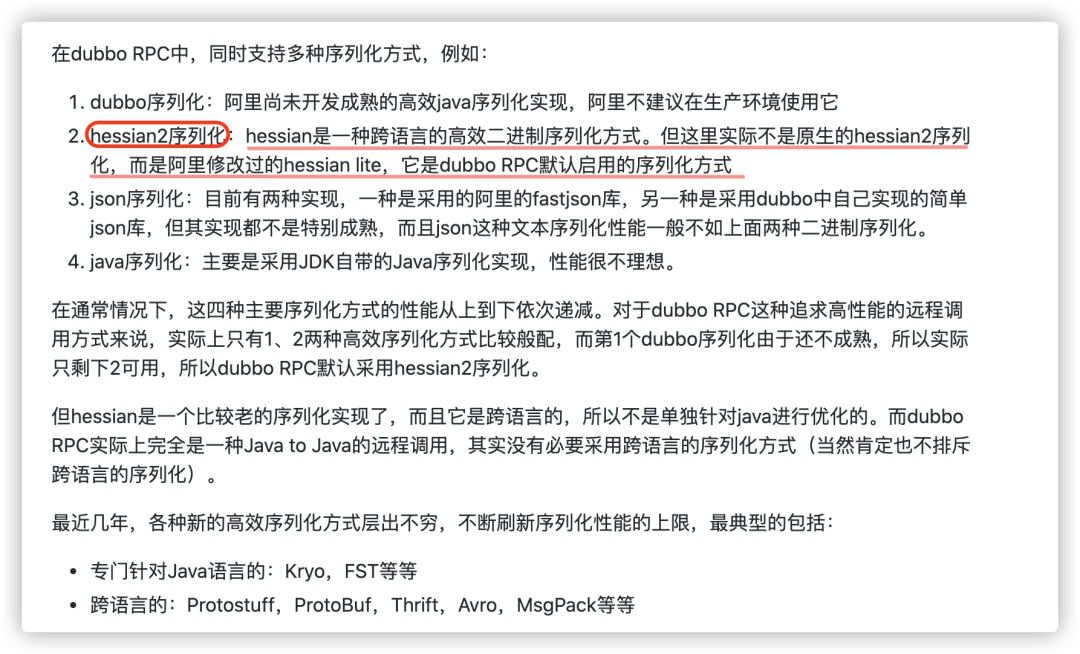 在dubbo RPC中，同时支持多种序列化方式，例如：
1. dubbo序列化：阿里尚未开发成熟的高效java序列化实现，阿里不建议在生产环境使用它
2. hessian2序列化：hessian是一种跨语言的高效二进制序列化方式。但这里实际不是原生的hessian2序列
化，而是阿里修改过的hessian lite，它是dubbo RPC默认启用的序列化方式
3. json序列化：目前有两种实现，一种是采用的阿里的fastjson库，另一种是采用dubbo中自己实现的简单
json库，但其实现都不是特别成熟，而且json这种文本序列化性能一般不如上面两种二进制序列化。
4. java序列化：主要是采用JDK自带的Java序列化实现，性能很不理想。
在通常情况下，这四种主要序列化方式的性能从上到下依次递减。对于dubbo RPC这种追求高性能的远程调
用方式来说，实际上只有1、2两种高效序列化方式比较般配，而第1个dubbo序列化由于还不成熟，所以实际
只剩下2可用，所以dubbo RPC默认采用hessian2序列化。
但hessian是一个比较老的序列化实现了，而且它是跨语言的，所以不是单独针对java进行优化的。而dubbo
RPC实际上完全是一种Java to Java的远程调用，其实没有必要采用跨语言的序列化方式（当然肯定也不排斥
跨语言的序列化）。
最近几年，各种新的高效序列化方式层出不穷，不断刷新序列化性能的上限，最典型的包括：
• 专门针对Java语言的：Kryo，FST等等
• 跨语言的：Protostuff，ProtoBuf，Thrift，Avro，MsgPack等等